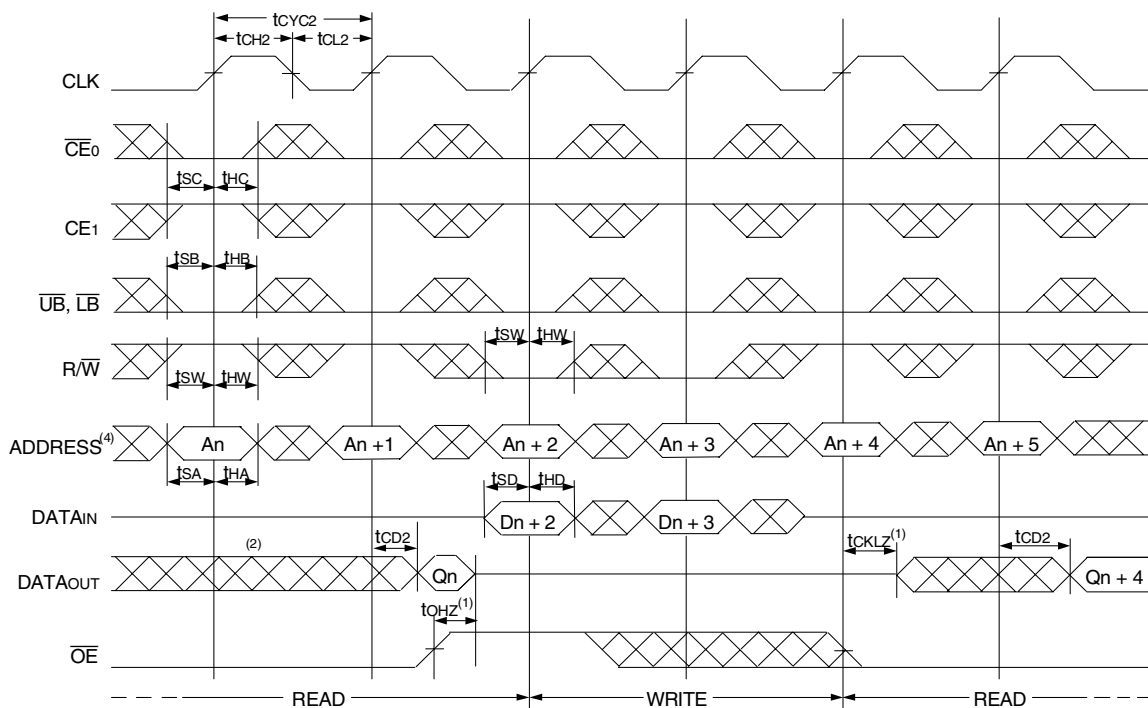 tCYC2
tCH2 tCL2
CLK
CE0
tSC tHC
CE1
tSB tHB
UB, LB
tSW tHW
R/W
tSW tHW
ADDRESS(4) An An + 1 An + 2 An + 3 An + 4 An + 5
tSA tHA tSD tHD
DATAIN Dn + 2 Dn + 3
(2) tCD2 tCKLZ(1) tCD2
DATAOUT Qn Qn + 4
tOHZ(1)
OE
READ WRITE READ